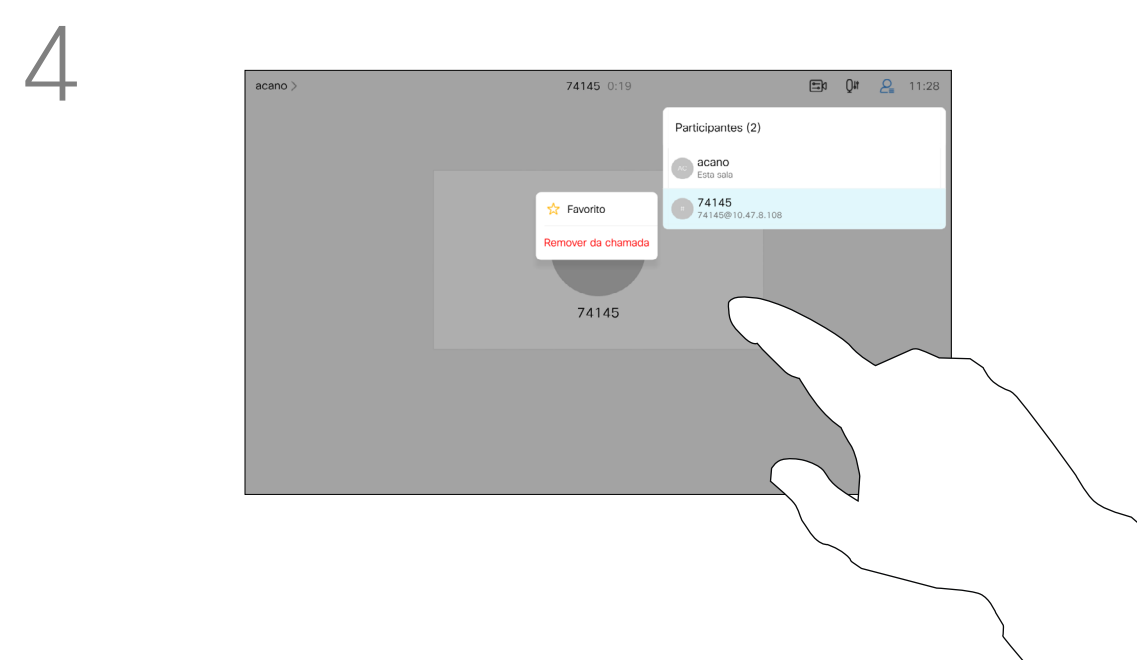 4
acano >
74145 0:19
11:28
Participantes (2)
acano
Esta sala
74145
74145@10.47.8.108
Favorito
Remover da chamada
74145